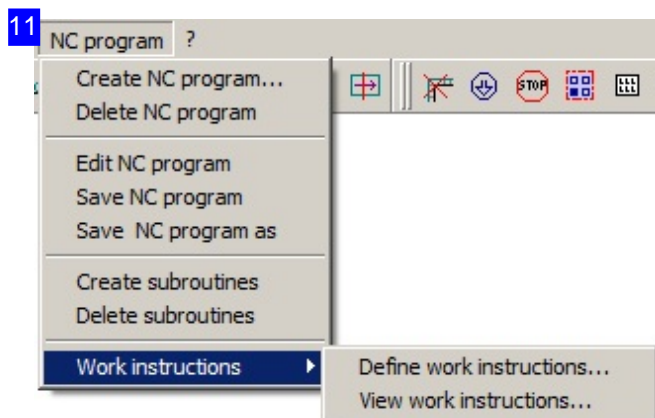 11
NC program ?
Create NC program...
Delete NC program
STOP
Edit NC program
Save NC program
Save NC program as
Create subroutines
Delete subroutines
Work instructions
Define work instructions...
View work instructions...